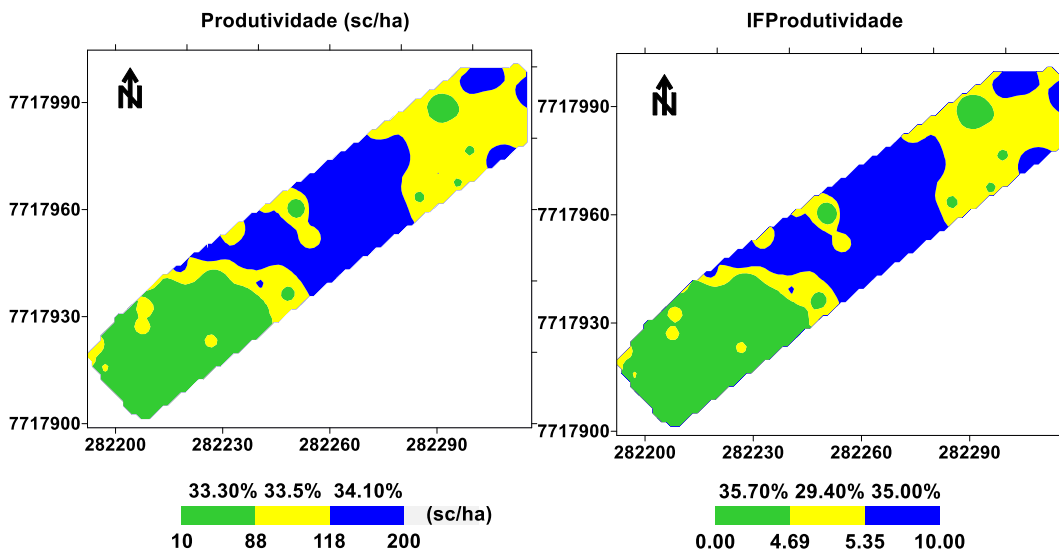 Produtividade (sc/ha)
N
7717990
7717960
7717930
7717900
282200 282230 282260 282290
33.30% 33.5% 34.10%
(sc/ha)
10 88 118 200
IFProdutividade
N
7717990
7717960
7717930
7717900
282200 282230 282260 282290
35.70% 29.40% 35.00%
0.00 4.69 5.35 10.00